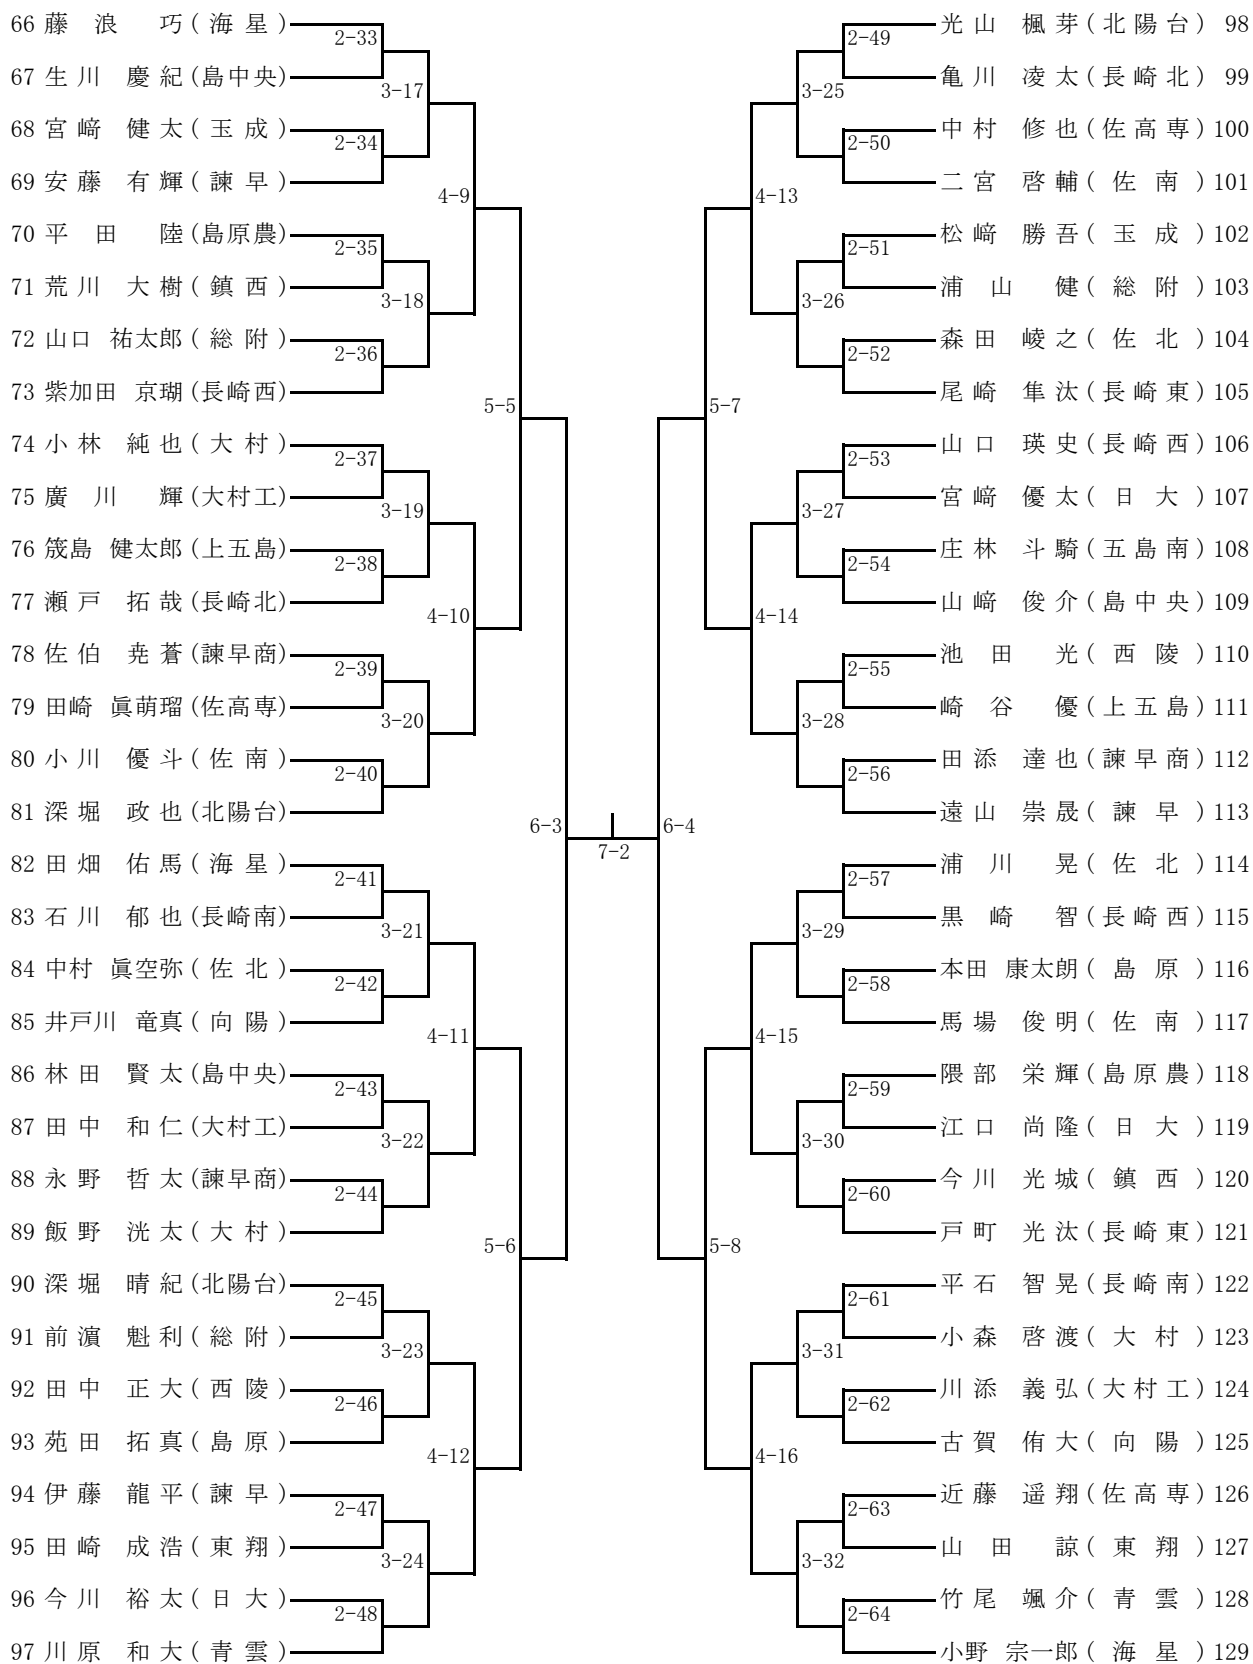 66 藤 浪 巧 ( 海 星 )
2-33
67 生 川 慶 紀 (島中央)
3-17
68 宮 﨑 健 太 ( 玉 成 )
2-34
69 安 藤 有 輝 ( 諫 早 )
4-9
70 平 田 陸 (島原農)
2-35
71 荒 川 大 樹 ( 鎮 西 )
3-18
72 山口 祐太郎 ( 総 附 )
2-36
73 紫加田 京瑚 (長崎西)
5-5
74 小 林 純 也 ( 大 村 )
2-37
75 廣 川 輝 (大村工)
3-19
76 筬島 健太郎 (上五島)
2-38
77 瀬 戸 拓 哉 (長崎北)
4-10
78 佐 伯 尭 蒼 (諫早商)
2-39
79 田崎 眞萌瑠 (佐高専)
3-20
80 小 川 優 斗 ( 佐 南 )
2-40
81 深 堀 政 也 (北陽台)
6-3
82 田 畑 佑 馬 ( 海 星 )
2-41
83 石 川 郁 也 (長崎南)
3-21
84 中村 眞空弥 ( 佐 北 )
2-42
85 井戸川 竜真 ( 向 陽 )
4-11
86 林 田 賢 太 (島中央)
2-43
87 田 中 和 仁 (大村工)
3-22
88 永 野 哲 太 (諫早商)
2-44
89 飯 野 洸 太 ( 大 村 )
5-6
90 深 堀 晴 紀 (北陽台)
2-45
91 前 濵 魁 利 ( 総 附 )
3-23
92 田 中 正 大 ( 西 陵 )
2-46
93 苑 田 拓 真 ( 島 原 )
4-12
94 伊 藤 龍 平 ( 諫 早 )
2-47
95 田 崎 成 浩 ( 東 翔 )
3-24
96 今 川 裕 太 ( 日 大 )
2-48
97 川 原 和 大 ( 青 雲 )
7-2
光 山 楓 芽 (北 陽 台) 98
2-49
亀 川 凌 太 (長 崎 北) 99
3-25
中 村 修 也 (佐 高 専) 100
2-50
二 宮 啓 輔 ( 佐 南 ) 101
4-13
松 﨑 勝 吾 ( 玉 成 ) 102
2-51
浦 山 健 ( 総 附 ) 103
3-26
森 田 崚 之 ( 佐 北 ) 104
2-52
尾 崎 隼 汰 (長 崎 東) 105
5-7
山 口 瑛 史 (長 崎 西) 106
2-53
宮 﨑 優 太 ( 日 大 ) 107
3-27
庄 林 斗 騎 (五 島 南) 108
2-54
山 﨑 俊 介 (島 中 央) 109
4-14
池 田 光 ( 西 陵 ) 110
2-55
崎 谷 優 (上 五 島) 111
3-28
田 添 達 也 (諫 早 商) 112
2-56
遠 山 崇 晟 ( 諫 早 ) 113
6-4
浦 川 晃 ( 佐 北 ) 114
2-57
黒 崎 智 (長 崎 西) 115
3-29
本田 康太朗 ( 島 原 ) 116
2-58
馬 場 俊 明 ( 佐 南 ) 117
4-15
隈 部 栄 輝 (島 原 農) 118
2-59
江 口 尚 隆 ( 日 大 ) 119
3-30
今 川 光 城 ( 鎮 西 ) 120
2-60
戸 町 光 汰 (長 崎 東) 121
5-8
平 石 智 晃 (長 崎 南) 122
2-61
小 森 啓 渡 ( 大 村 ) 123
3-31
川 添 義 弘 (大 村 工) 124
2-62
古 賀 侑 大 ( 向 陽 ) 125
4-16
近 藤 遥 翔 (佐 高 専) 126
2-63
山 田 諒 ( 東 翔 ) 127
3-32
竹 尾 颯 介 ( 青 雲 ) 128
2-64
小野 宗一郎 ( 海 星 ) 129